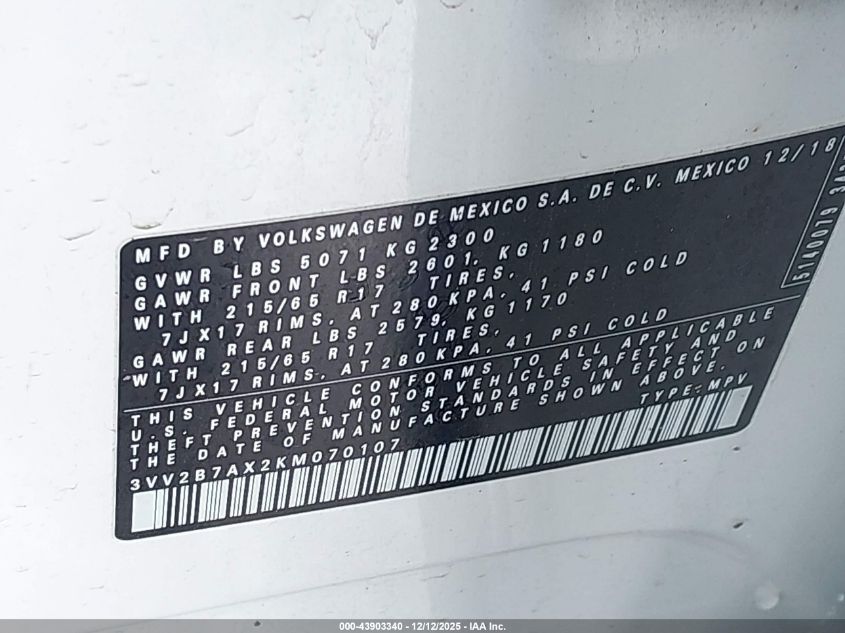 MFD BY VOLKSWAGEN DE MEXICO S.A. DE C.V. MEXICO 12/18
GVWR LBS 5071 KG 2300
GAWR FRONT LBS 2601, KG 1180
WITH 215/65 R17 TIRES,
7JX17 RIMS, AT 280 KPA, 41 PSI COLD
GAWR REAR LBS 2579, KG 1170
WITH 215/65 R17 TIRES,
7JX17 RIMS, AT 280KPA, 41 PSI COLD
THIS VEHICLE CONFORMS TO ALL APPLICABLE
U.S. FEDERAL MOTOR VEHICLE SAFETY AND
THEFT PREVENTION STANDARDS IN EFFECT ON
THE DATE OF MANUFACTURE SHOWN ABOVE.
3VV2B7AX2KM070107 TYPE: MPV
5140019
000-43903340 - 12/12/2025 - IAA Inc.